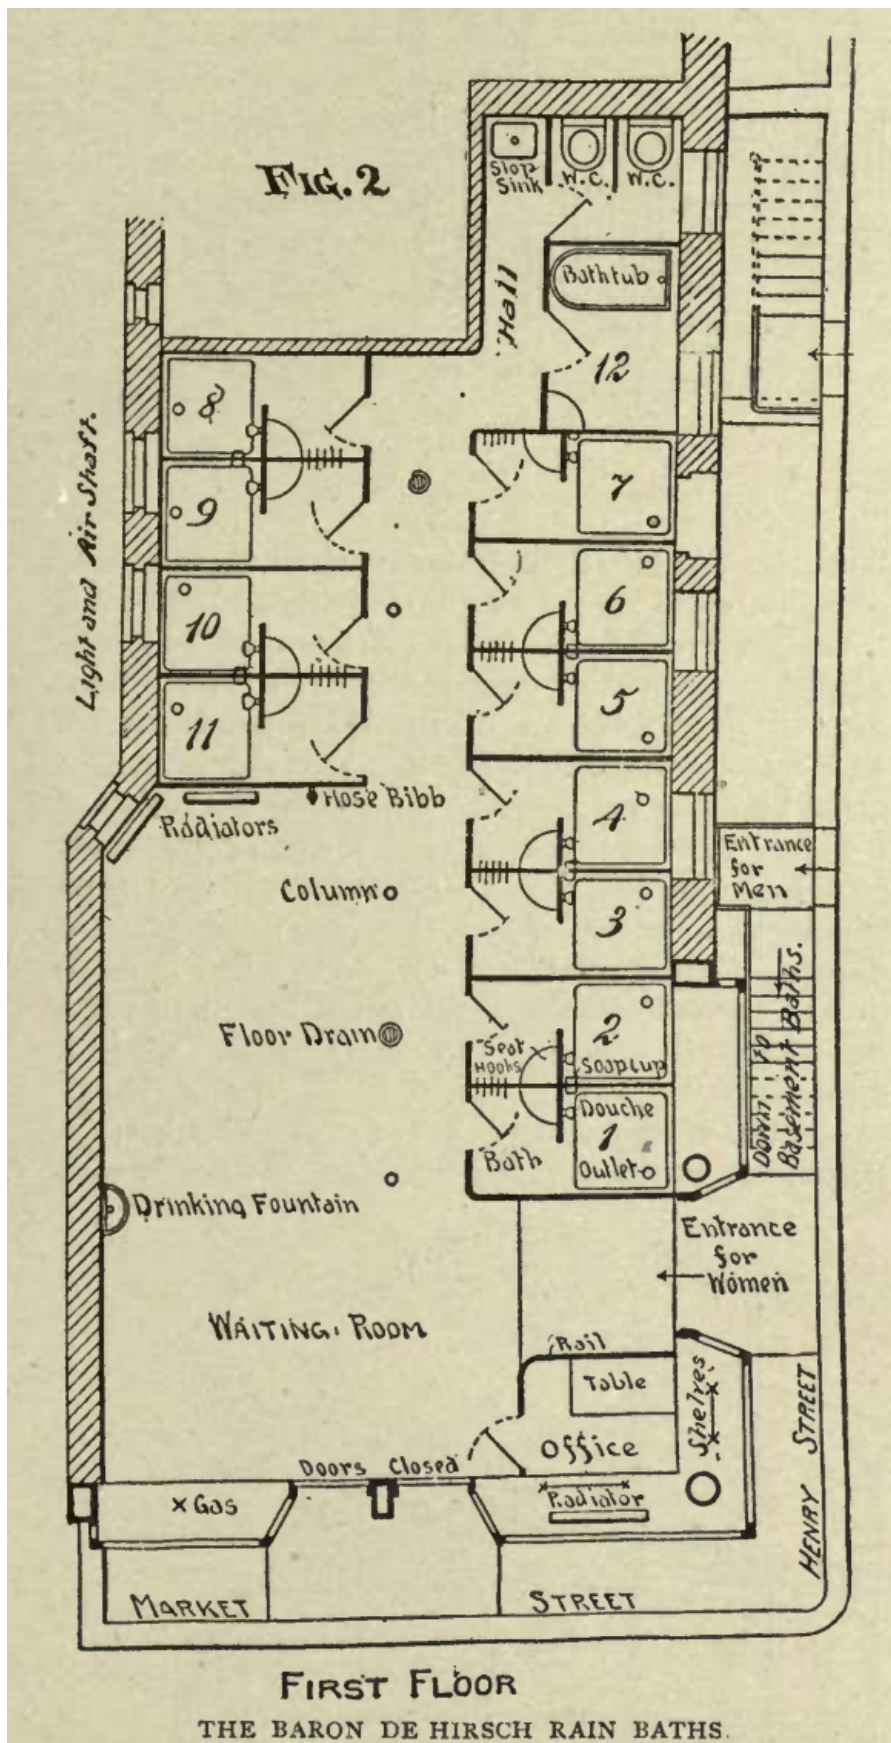 FIG. 2
Slop
Sink
W.C.
W.C.
Hall
Bathtub
12
8
9
10
11
7
6
5
4
3
2
Soap Cup
Douche
1
Outlet
Seat
Hooks
Bath
Light and Air Shaft.
Radiators
Hose Bibb
Column
Floor Drain
Drinking Fountain
WAITING ROOM
Entrance
for
Men
Down to
Basement Baths.
Entrance
for
Women
Rail
Table
Shelves
Office
Doors Closed
Gas
Radiator
HENRY STREET
MARKET STREET
FIRST FLOOR
THE BARON DE HIRSCH RAIN BATHS.